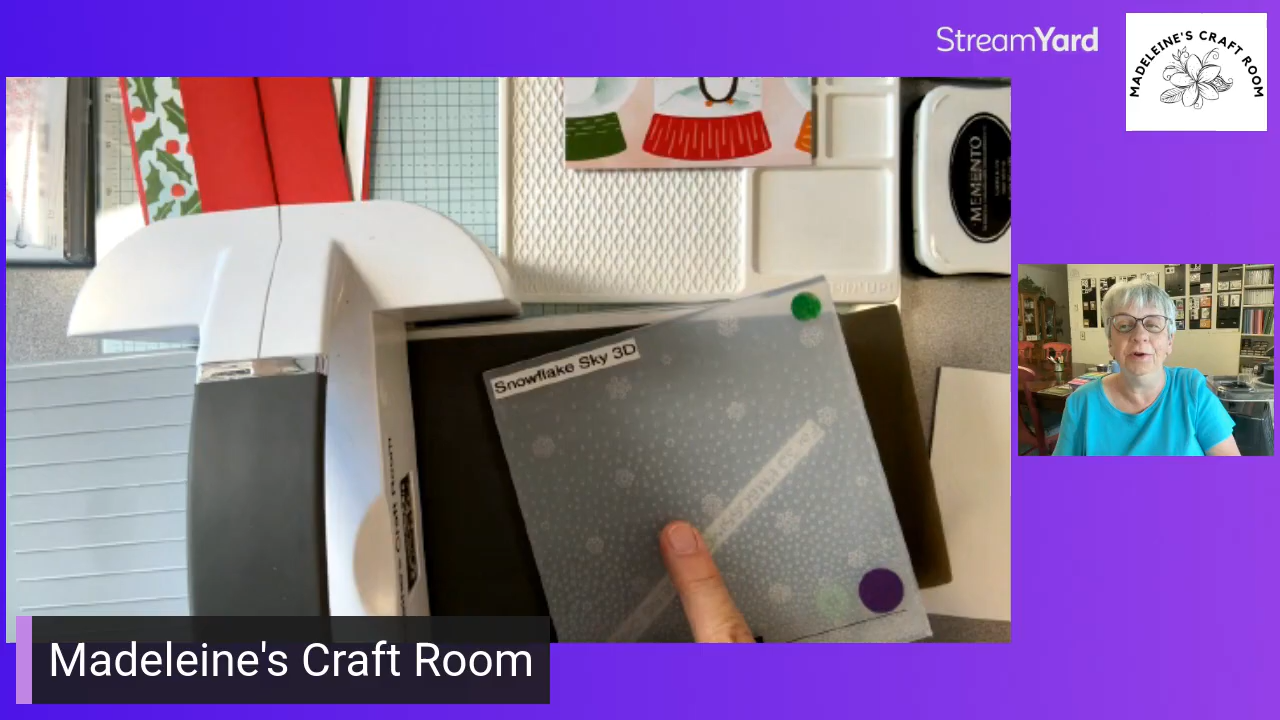 StreamYard
MADELEINE'S CRAFT ROOM
MEMENTO
Snowflake Sky 3D
Madeleine's Craft Room